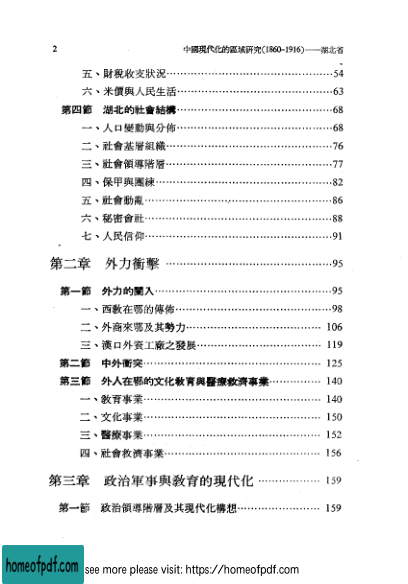 2 中國現代化的區域研究(1860-1916)——湖北省
五、財稅收支狀況……54
六、米價與人民生活……63
第四節 湖北的社會結構……68
一、人口變動與分佈……68
二、社會基層組織……76
三、社會領導階層……77
四、保甲與團練……82
五、社會動亂……86
六、秘密會社……88
七、人民信仰……91
第二章 外力衝擊……95
第一節 外力的闖入……95
一、西教在鄂的傳佈……98
二、外商來鄂及其勢力……106
三、漢口外資工廠之發展……119
第二節 中外衝突……125
第三節 外人在鄂的文化教育與醫療救濟事業……140
一、教育事業……140
二、文化事業……150
三、醫療事業……152
四、社會救濟事業……156
第三章 政治軍事與教育的現代化……159
第一節 政治領導階層及其現代化構想……159
homeofpdf.com see more please visit: https://homeofpdf.com